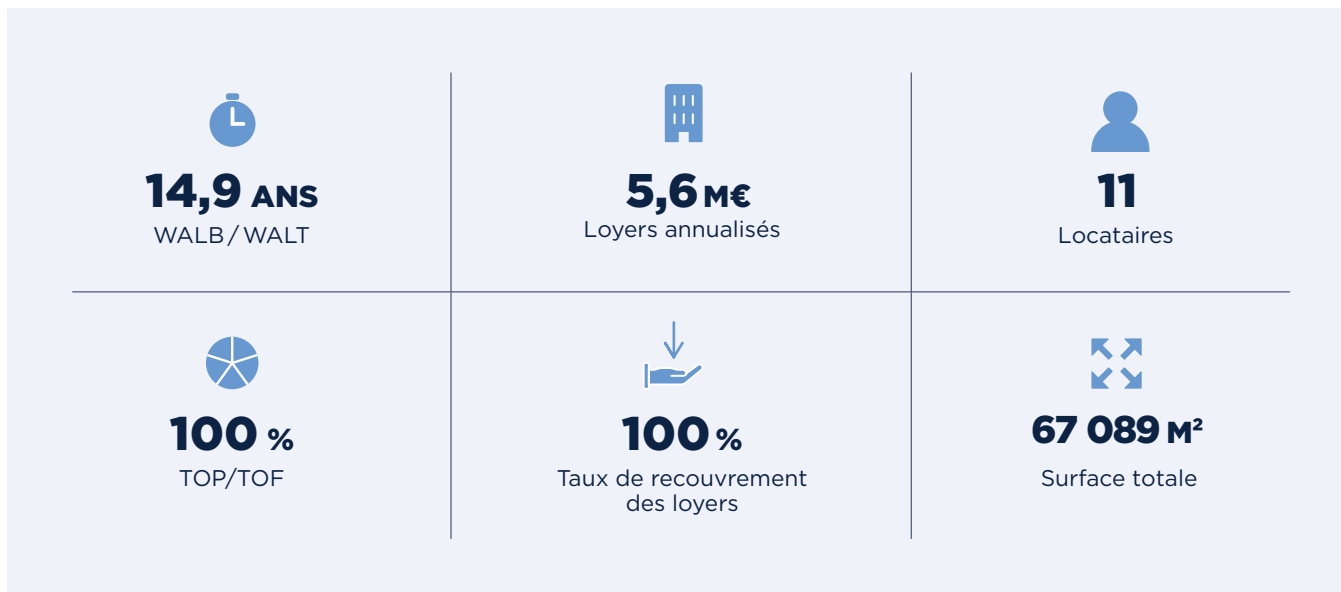 14,9 ANS
WALB / WALT
5,6 M€
Loyers annualisés
11
Locataires
100 %
TOP/TOF
100 %
Taux de recouvrement
des loyers
67 089 M²
Surface totale